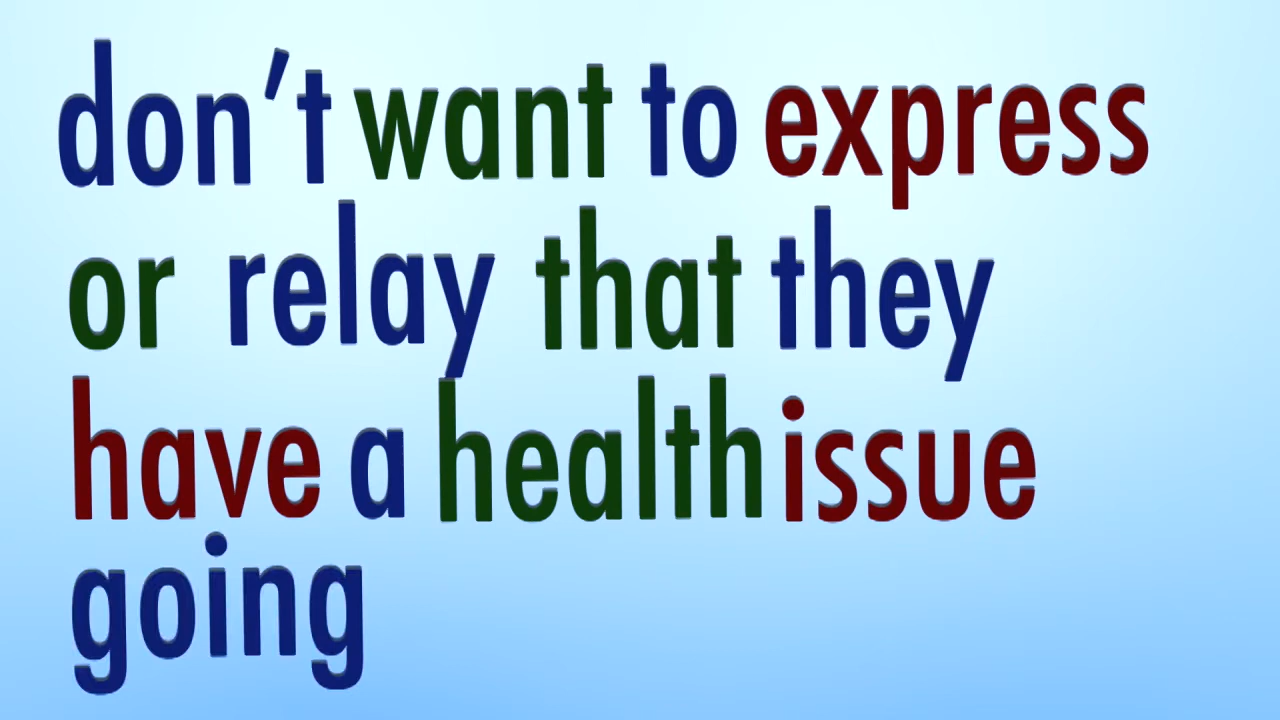 don't want to express
or relay that they
have a health issue
going